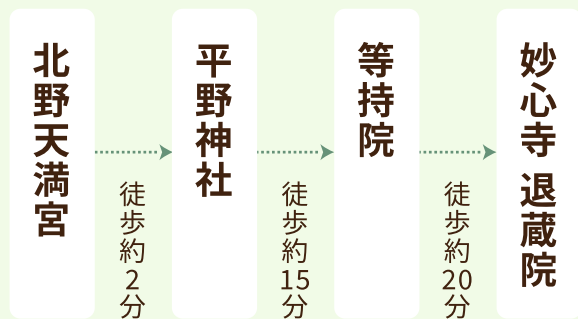 北野天満宮
徒歩約2分
平野神社
徒歩約15分
等持院
徒歩約20分
妙心寺 退蔵院